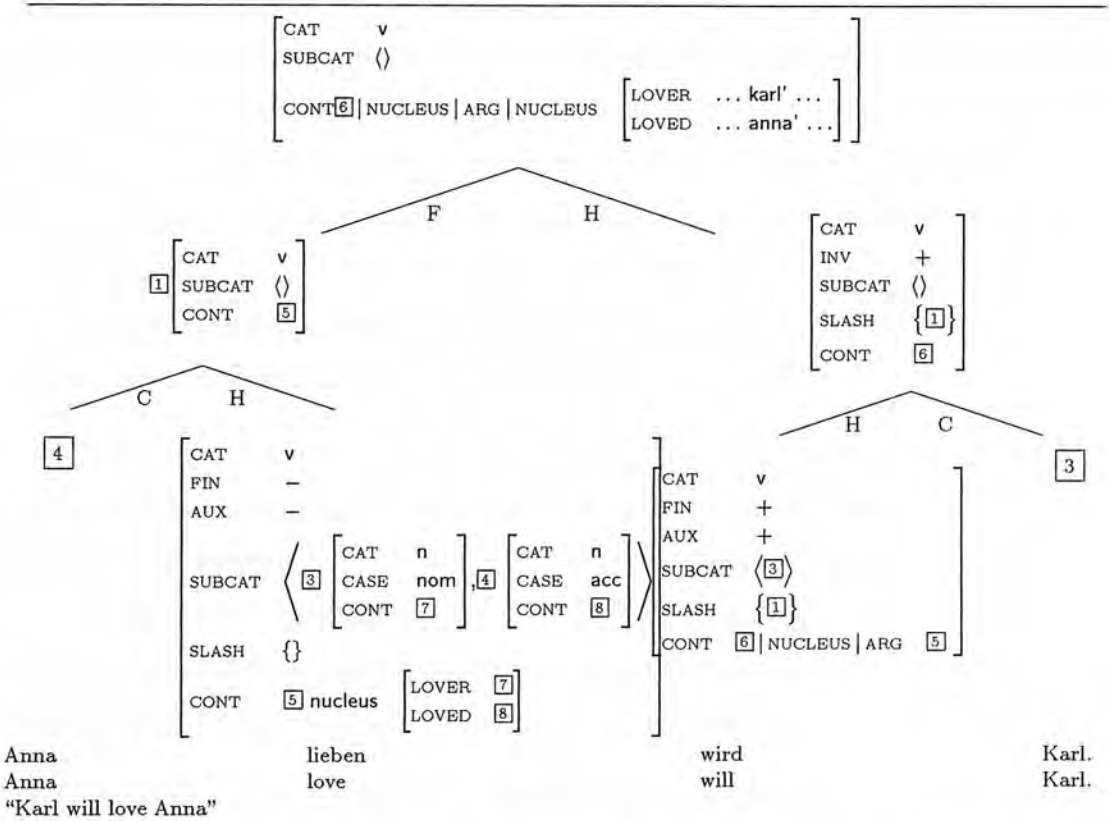 CAT v
SUBCAT ⟨⟩
CONT 6 | NUCLEUS | ARG | NUCLEUS
LOVER ... karl' ...
LOVED ... anna' ...
F H
1
CAT v
SUBCAT ⟨⟩
CONT 5
CAT v
INV +
SUBCAT ⟨⟩
SLASH {1}
CONT 6
C H
H C
4
CAT v
FIN −
AUX −
SUBCAT ⟨ 3
CAT n
CASE nom
CONT 7
, 4
CAT n
CASE acc
CONT 8
⟩
SLASH {}
CONT 5 nucleus
LOVER 7
LOVED 8
CAT v
FIN +
AUX +
SUBCAT ⟨3⟩
SLASH {1}
CONT 6 | NUCLEUS | ARG 5
3
Anna lieben wird Karl.
Anna love will Karl.
“Karl will love Anna”